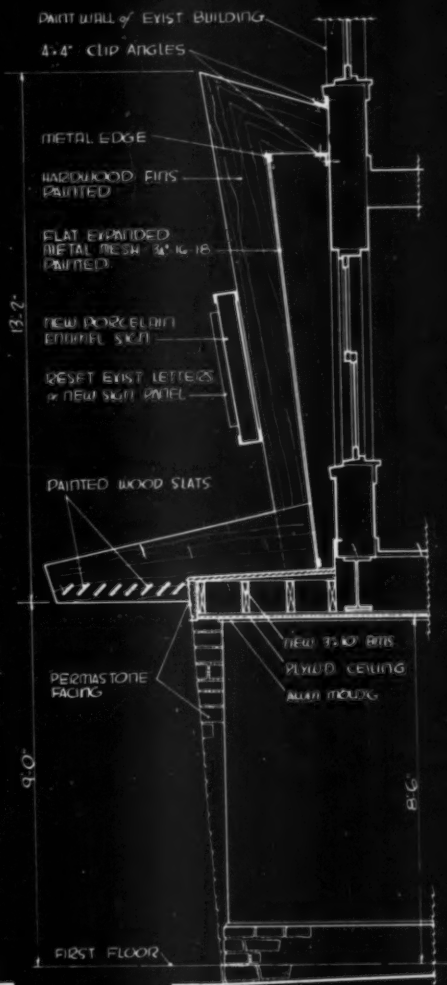 PAINT WALL of EXIST BUILDING
4"x4" CLIP ANGLES
METAL EDGE
HARDWOOD FINS
PAINTED
FLAT EXPANDED
METAL MESH 3/4" 16-18
PAINTED
13'-2"
NEW PORCELAIN
ENAMEL SIGN
RESET EXIST LETTERS
on NEW SIGN PANEL
PAINTED WOOD SLATS
NEW 3"x10" BMS
PLYWD CEILING
ALUM MOLDG
PERMASTONE
FACING
9'-0"
8'-6"
FIRST FLOOR